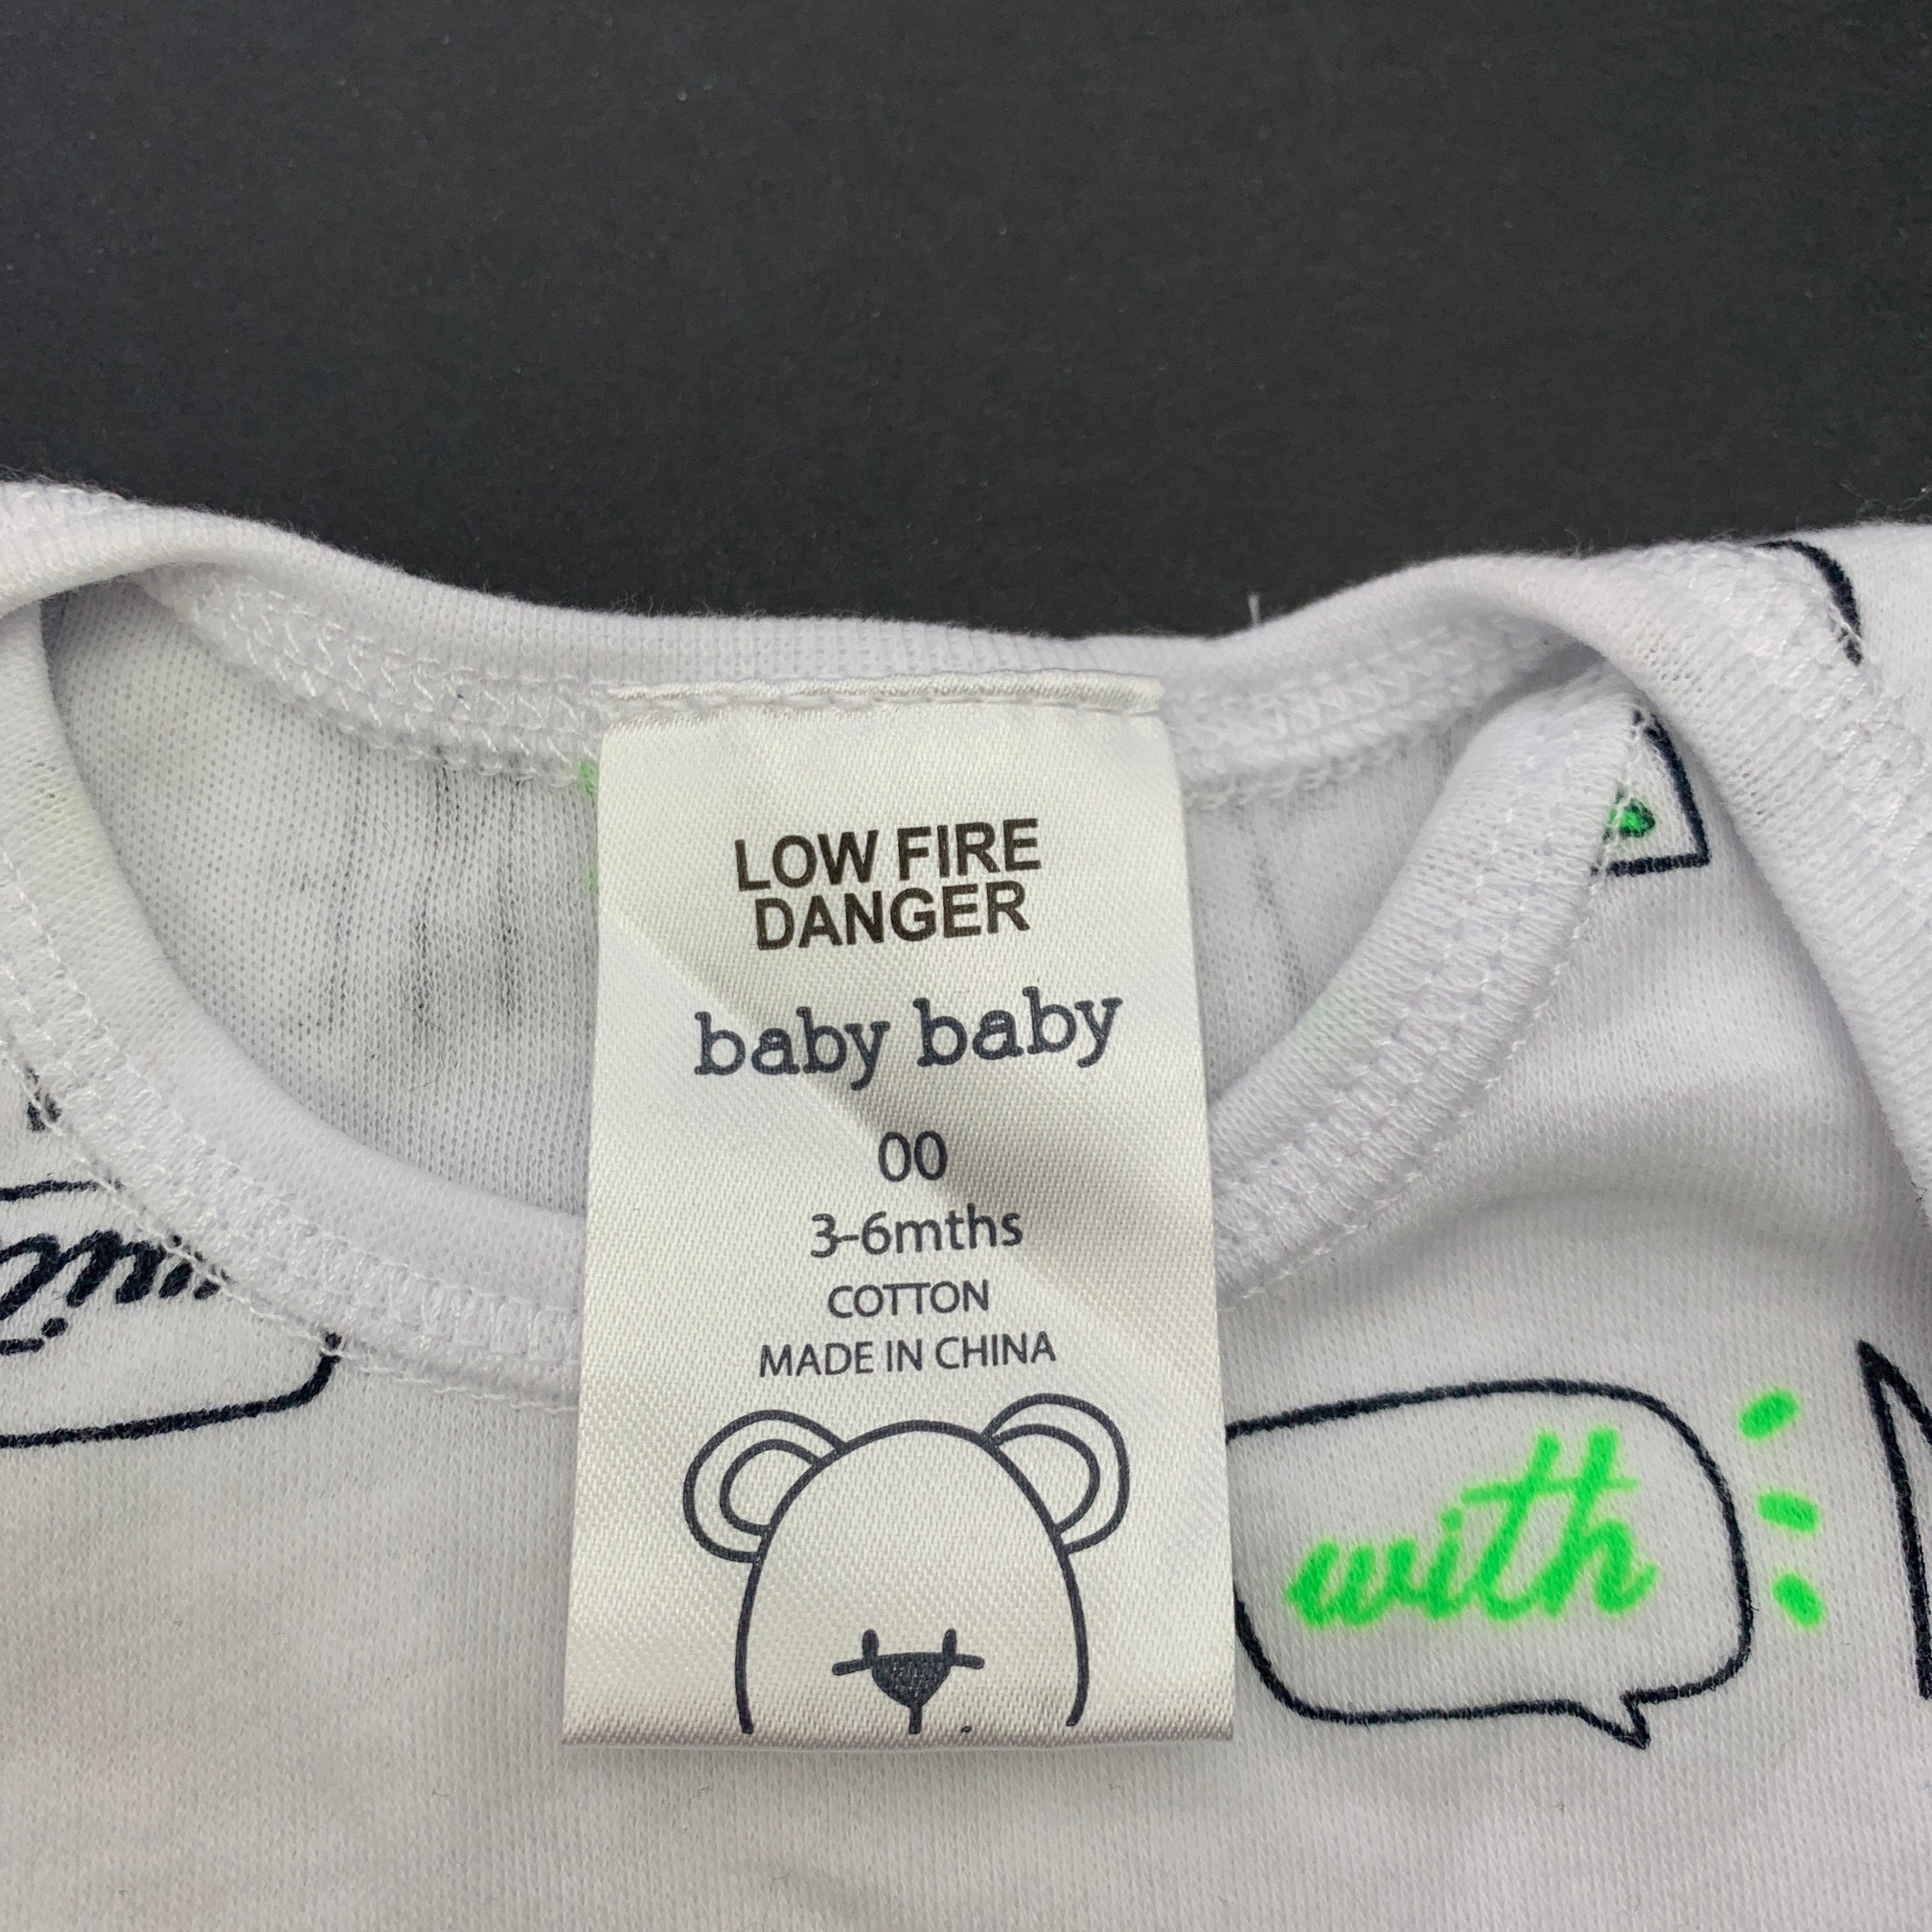 LOW FIRE
DANGER
baby baby
00
3-6mths
COTTON
MADE IN CHINA
with